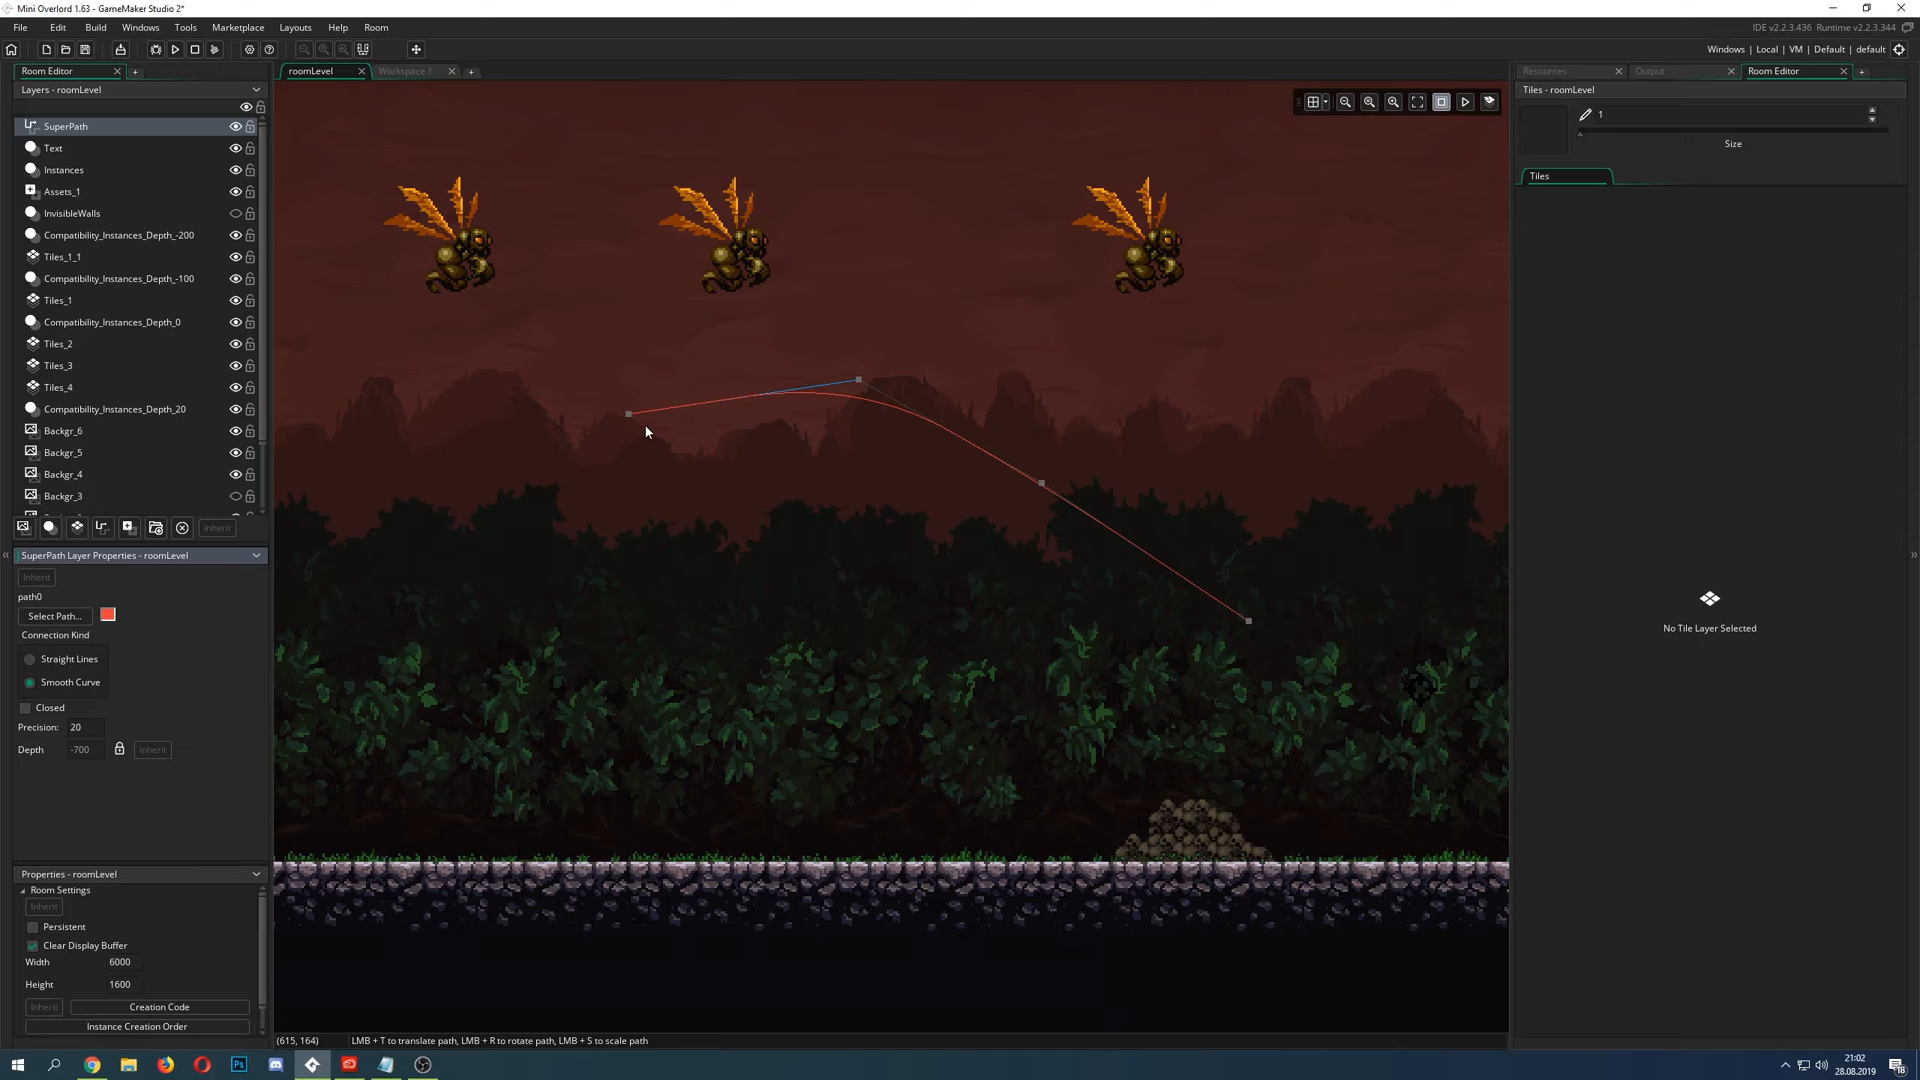 Mini Overlord 1.63 - GameMaker Studio 2*
File Edit Build Windows Tools Marketplace Layouts Help Room
IDE v2.2.3.436 Runtime v2.2.3.344
Windows | Local | VM | Default | default
Room Editor
roomLevel
Workspace 1
Resources
Output
Room Editor
Layers - roomLevel
Tiles - roomLevel
1
Size
Tiles
SuperPath
Text
Instances
Assets_1
InvisibleWalls
Compatibility_Instances_Depth_-200
Tiles_1_1
Compatibility_Instances_Depth_-100
Tiles_1
Compatibility_Instances_Depth_0
Tiles_2
Tiles_3
Tiles_4
Compatibility_Instances_Depth_20
Backgr_6
Backgr_5
Backgr_4
Backgr_3
Inherit
SuperPath Layer Properties - roomLevel
Inherit
path0
Select Path...
Connection Kind
Straight Lines
Smooth Curve
Closed
Precision: 20
Depth -700 Inherit
No Tile Layer Selected
Properties - roomLevel
Room Settings
Inherit
Persistent
Clear Display Buffer
Width 6000
Height 1600
Inherit Creation Code
Instance Creation Order
(615, 164) LMB + T to translate path, LMB + R to rotate path, LMB + S to scale path
Ps
21:02
28.08.2019
18